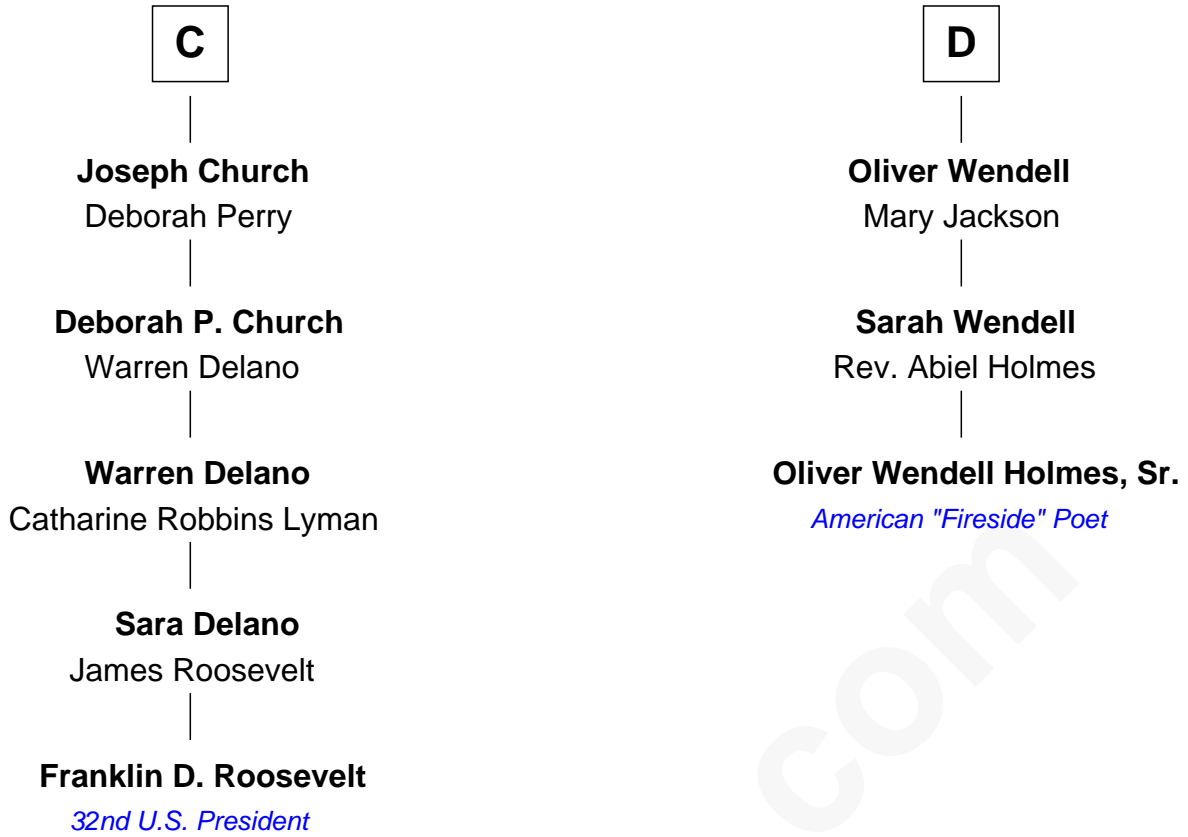 C
Joseph Church
Deborah Perry
Deborah P. Church
Warren Delano
Warren Delano
Catharine Robbins Lyman
Sara Delano
James Roosevelt
Franklin D. Roosevelt
32nd U.S. President
D
Oliver Wendell
Mary Jackson
Sarah Wendell
Rev. Abiel Holmes
Oliver Wendell Holmes, Sr.
American "Fireside" Poet
com